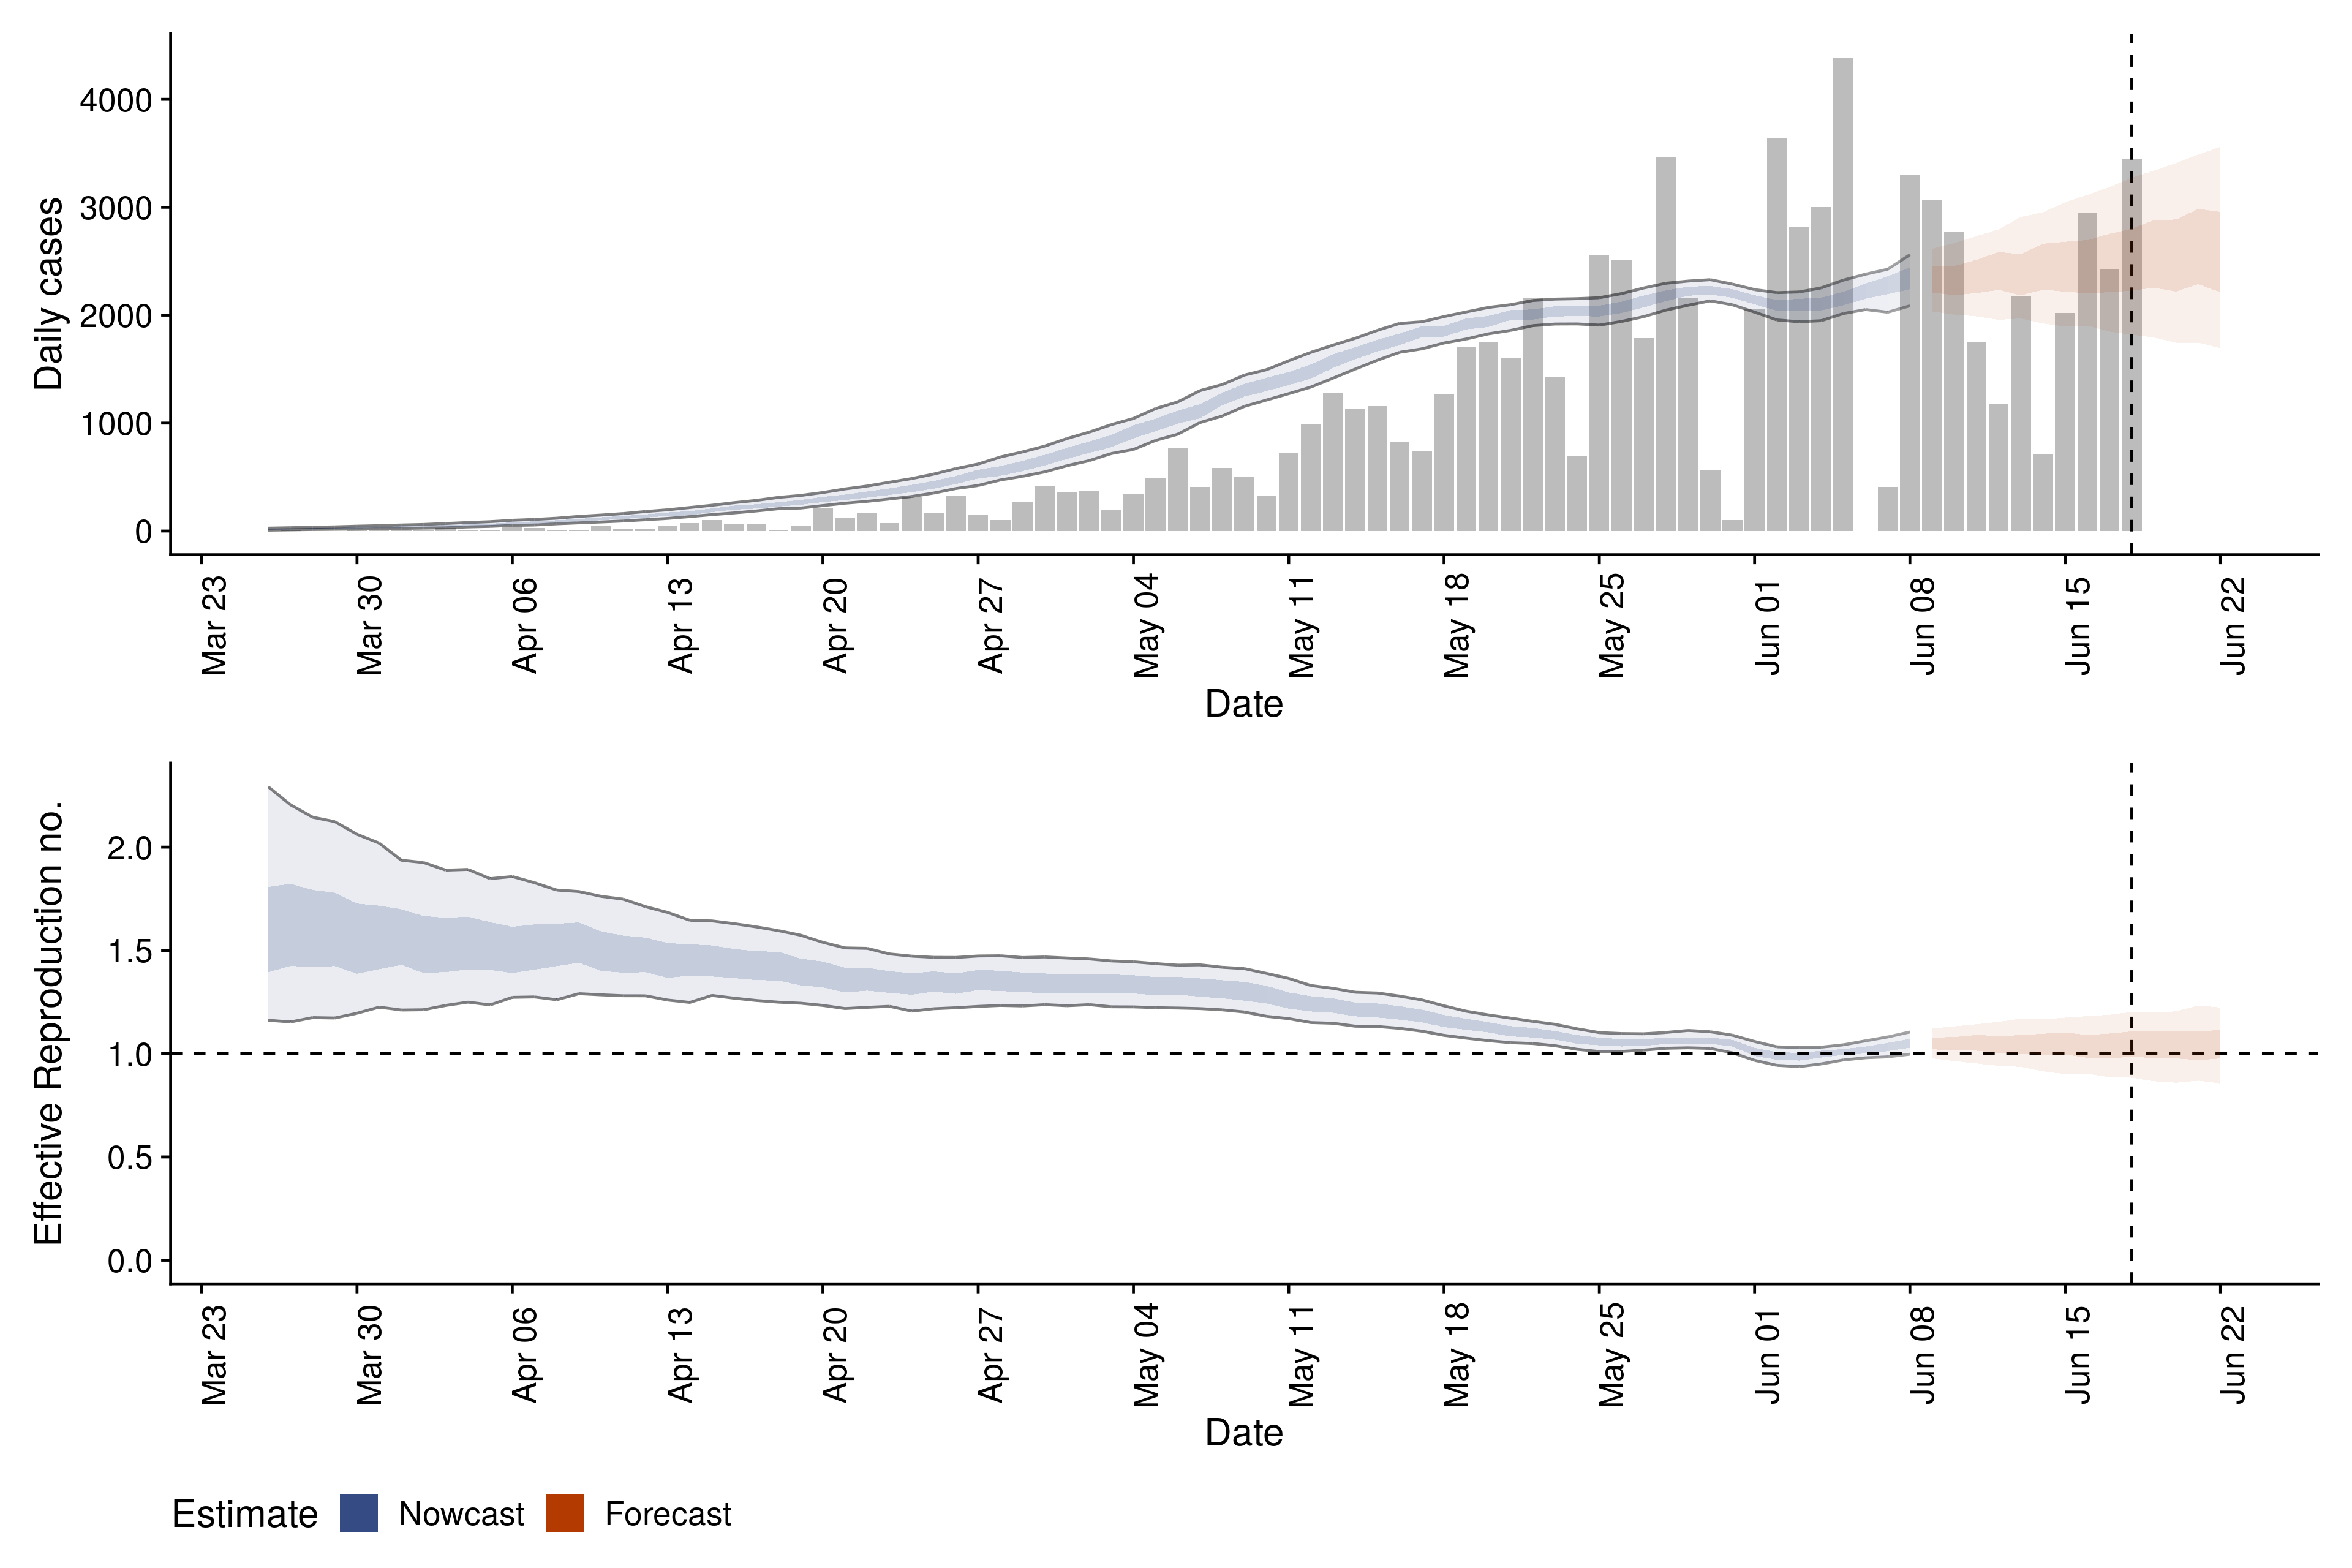 Daily cases
4000
3000
2000
1000
0
Mar 23 Mar 30 Apr 06 Apr 13 Apr 20 Apr 27 May 04 May 11 May 18 May 25 Jun 01 Jun 08 Jun 15 Jun 22
Date
Effective Reproduction no.
2.0
1.5
1.0
0.5
0.0
Mar 23 Mar 30 Apr 06 Apr 13 Apr 20 Apr 27 May 04 May 11 May 18 May 25 Jun 01 Jun 08 Jun 15 Jun 22
Date
Estimate Nowcast Forecast